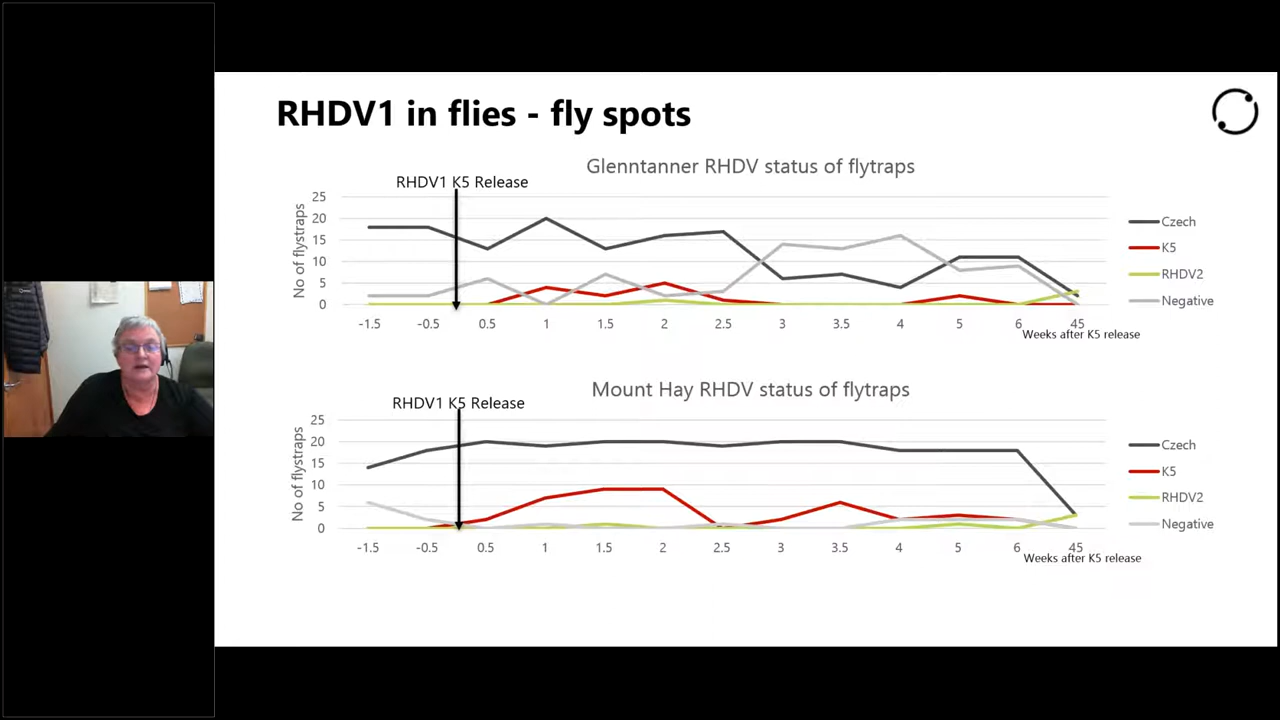 RHDV1 in flies - fly spots
Glenntanner RHDV status of flytraps
RHDV1 K5 Release
No of flystraps
25
20
15
10
5
0
-1.5 -0.5 0.5 1 1.5 2 2.5 3 3.5 4 5 6 45
Weeks after K5 release
Czech
K5
RHDV2
Negative
Mount Hay RHDV status of flytraps
RHDV1 K5 Release
No of flystraps
25
20
15
10
5
0
-1.5 -0.5 0.5 1 1.5 2 2.5 3 3.5 4 5 6 45
Weeks after K5 release
Czech
K5
RHDV2
Negative